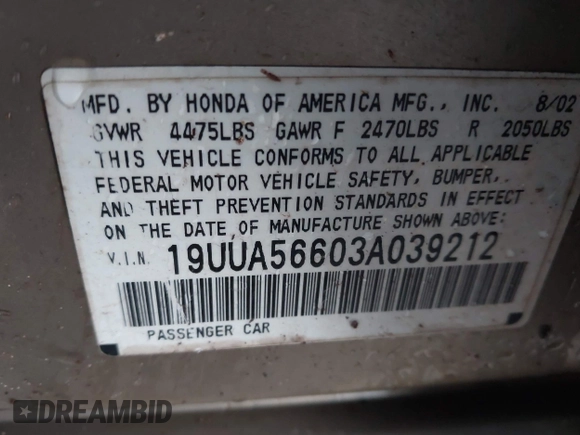 MFD. BY HONDA OF AMERICA MFG., INC. 8/02
GVWR 4475LBS GAWR F 2470LBS R 2050LBS
THIS VEHICLE CONFORMS TO ALL APPLICABLE
FEDERAL MOTOR VEHICLE SAFETY, BUMPER,
AND THEFT PREVENTION STANDARDS IN EFFECT
ON THE DATE OF MANUFACTURE SHOWN ABOVE:
V.I.N. 19UUA56603A039212
PASSENGER CAR
DREAMBID